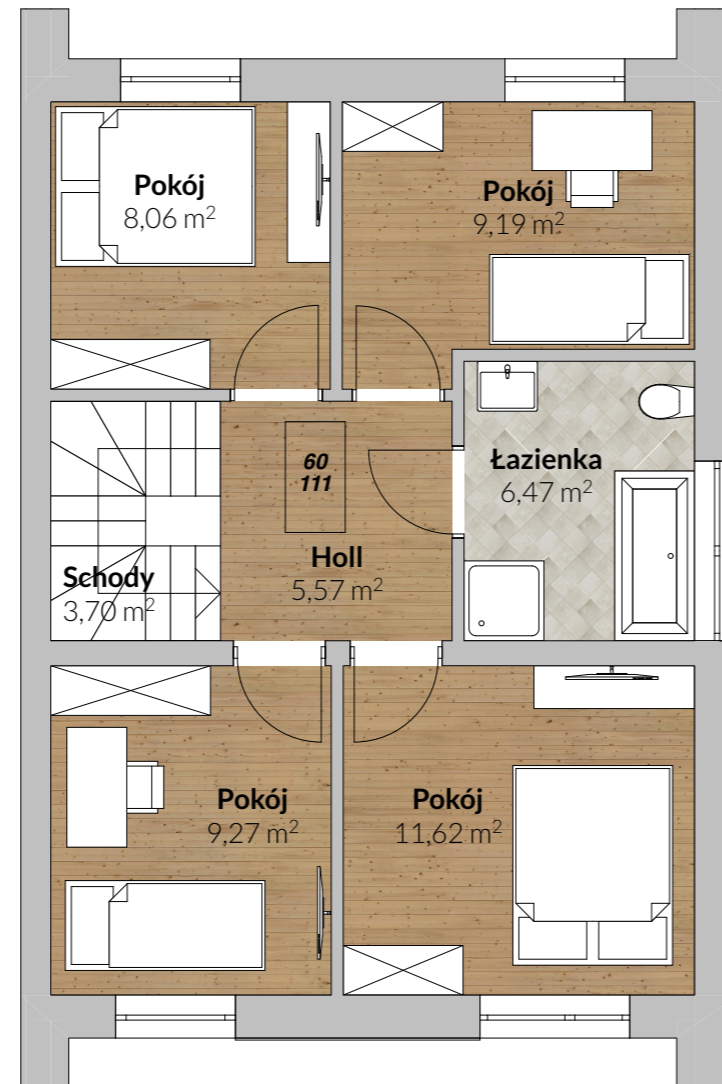 Pokój
8,06 m²
Pokój
9,19 m²
60
111
Łazienka
6,47 m²
Holl
5,57 m²
Schody
3,70 m²
Pokój
9,27 m²
Pokój
11,62 m²